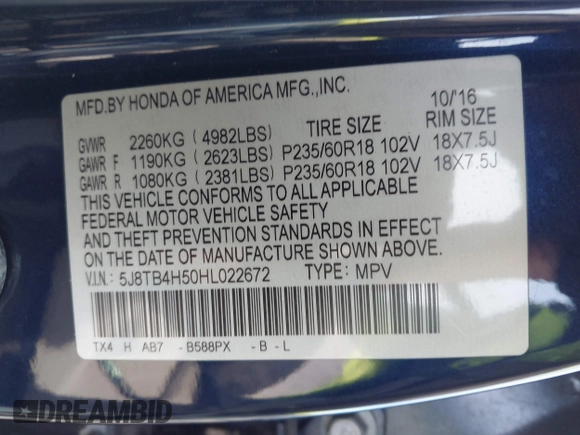 MFD.BY HONDA OF AMERICA MFG.,INC. 10/'16
GVWR 2260KG ( 4982LBS) TIRE SIZE RIM SIZE
GAWR F 1190KG ( 2623LBS) P235/60R18 102V 18X7.5J
GAWR R 1080KG ( 2381LBS) P235/60R18 102V 18X7.5J
THIS VEHICLE CONFORMS TO ALL APPLICABLE
FEDERAL MOTOR VEHICLE SAFETY
AND THEFT PREVENTION STANDARDS IN EFFECT
ON THE DATE OF MANUFACTURE SHOWN ABOVE.
V.I.N.: 5J8TB4H50HL022672 TYPE: MPV
TX4 H AB7 -B588PX -B -L
DREAMBID